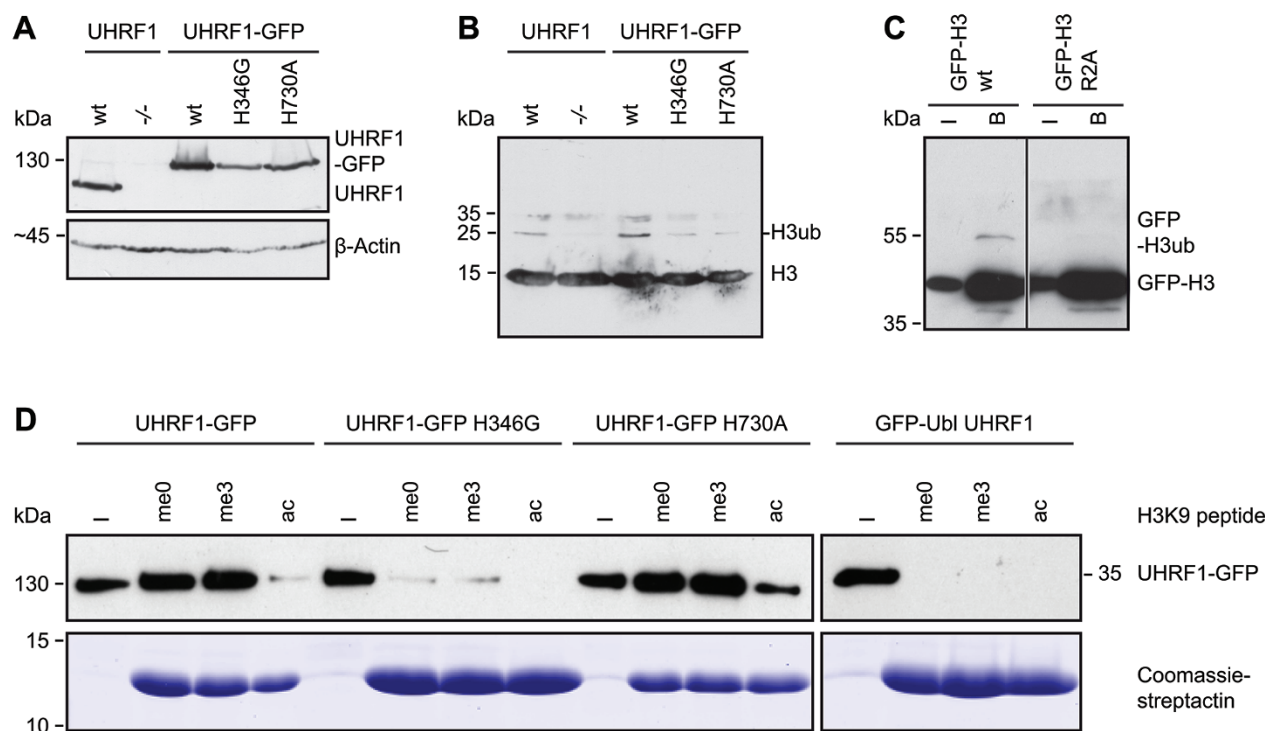 A
UHRF1 UHRF1-GFP
wt -/- wt H346G H730A
kDa
130
UHRF1
-GFP
UHRF1
~45
β-Actin
B
UHRF1 UHRF1-GFP
wt -/- wt H346G H730A
kDa
35
25
15
H3ub
H3
C
GFP-H3
wt
GFP-H3
R2A
kDa I B I B
55
35
GFP
-H3ub
GFP-H3
D
UHRF1-GFP UHRF1-GFP H346G UHRF1-GFP H730A GFP-Ubl UHRF1
kDa I me0 me3 ac I me0 me3 ac I me0 me3 ac I me0 me3 ac H3K9 peptide
130 35 UHRF1-GFP
15
10
Coomassie-
streptactin